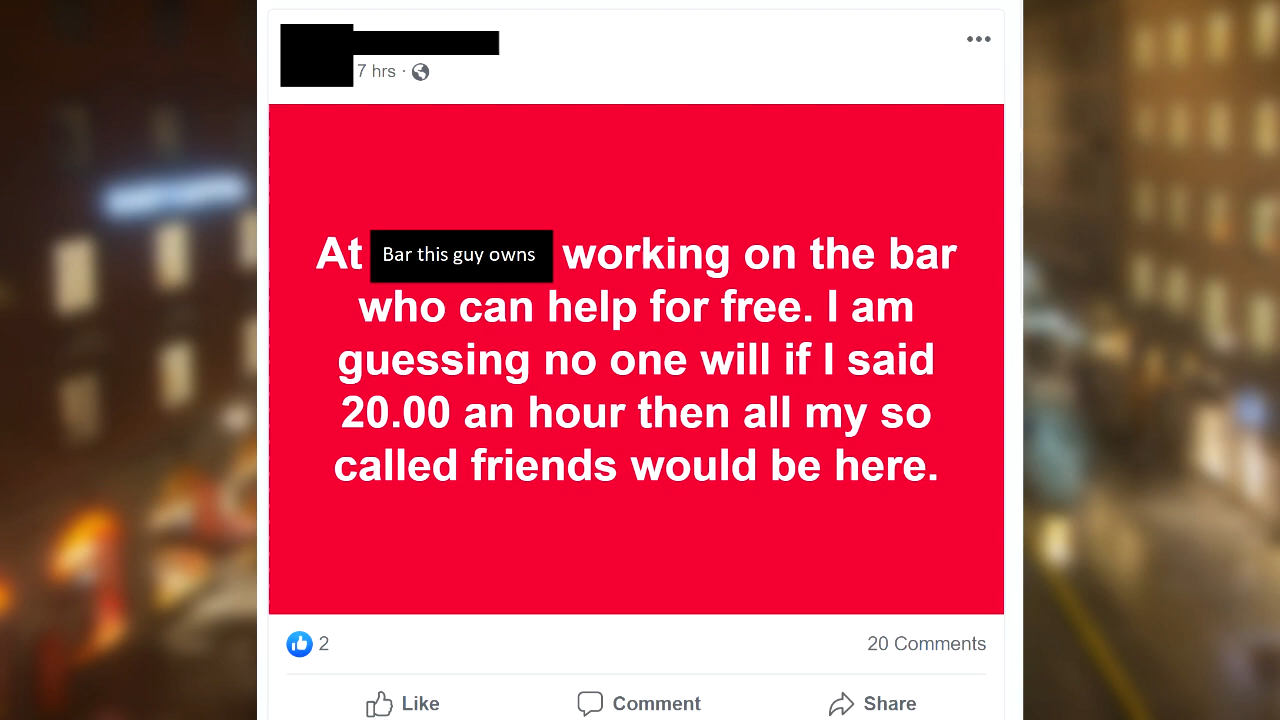 7 hrs ·
At Bar this guy owns working on the bar
who can help for free. I am
guessing no one will if I said
20.00 an hour then all my so
called friends would be here.
2 20 Comments
Like Comment Share